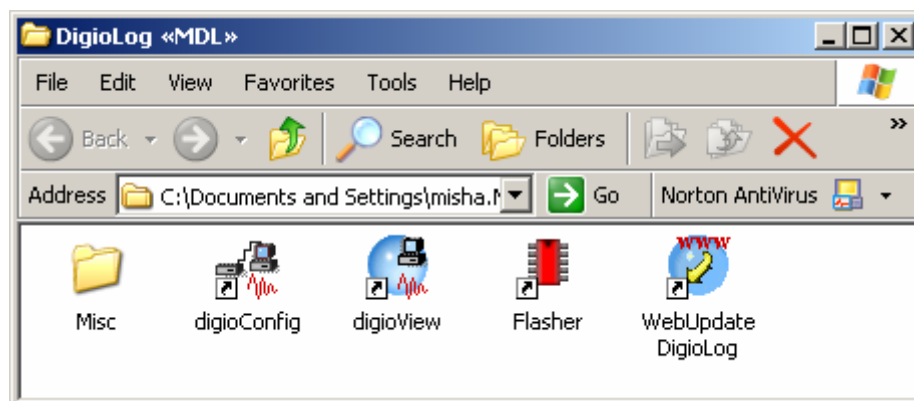 DigioLog «MDL»
File Edit View Favorites Tools Help
Back Search Folders »
Address C:\Documents and Settings\misha. Go Norton AntiVirus
www
Misc digioConfig digioView Flasher WebUpdate
DigioLog